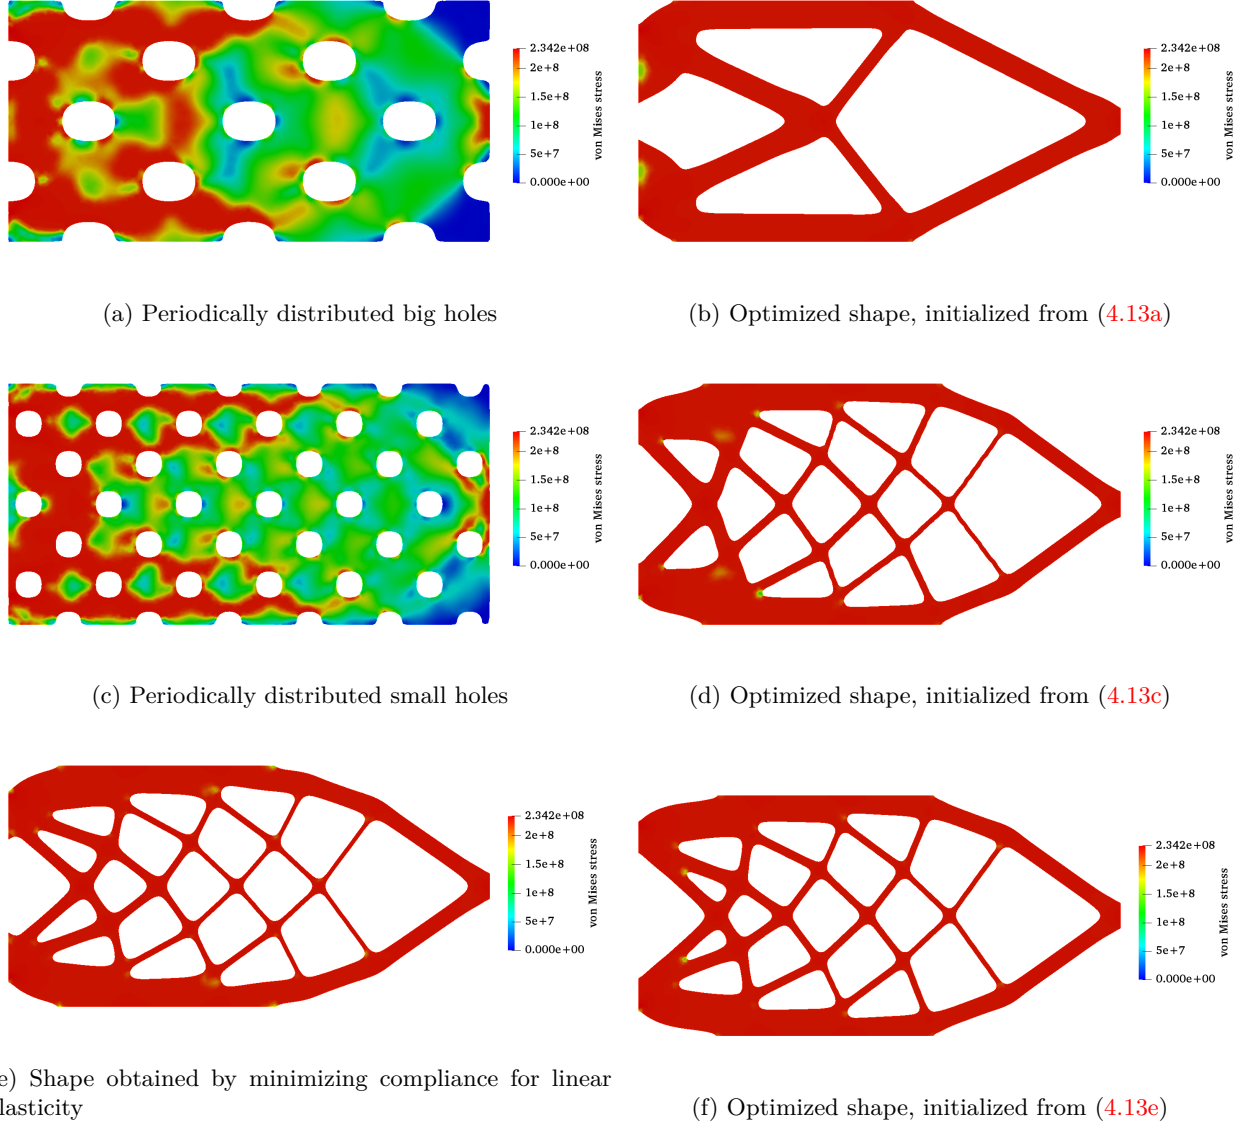 2.342e+08
2e+8
1.5e+8
1e+8
5e+7
0.000e+00
von Mises stress
2.342e+08
2e+8
1.5e+8
1e+8
5e+7
0.000e+00
von Mises stress
(a) Periodically distributed big holes
(b) Optimized shape, initialized from (4.13a)
2.342e+08
2e+8
1.5e+8
1e+8
5e+7
0.000e+00
von Mises stress
2.342e+08
2e+8
1.5e+8
1e+8
5e+7
0.000e+00
von Mises stress
(c) Periodically distributed small holes
(d) Optimized shape, initialized from (4.13c)
2.342e+08
2e+8
1.5e+8
1e+8
5e+7
0.000e+00
von Mises stress
2.342e+08
2e+8
1.5e+8
1e+8
5e+7
0.000e+00
von Mises stress
e) Shape obtained by minimizing compliance for linear
lasticity
(f) Optimized shape, initialized from (4.13e)